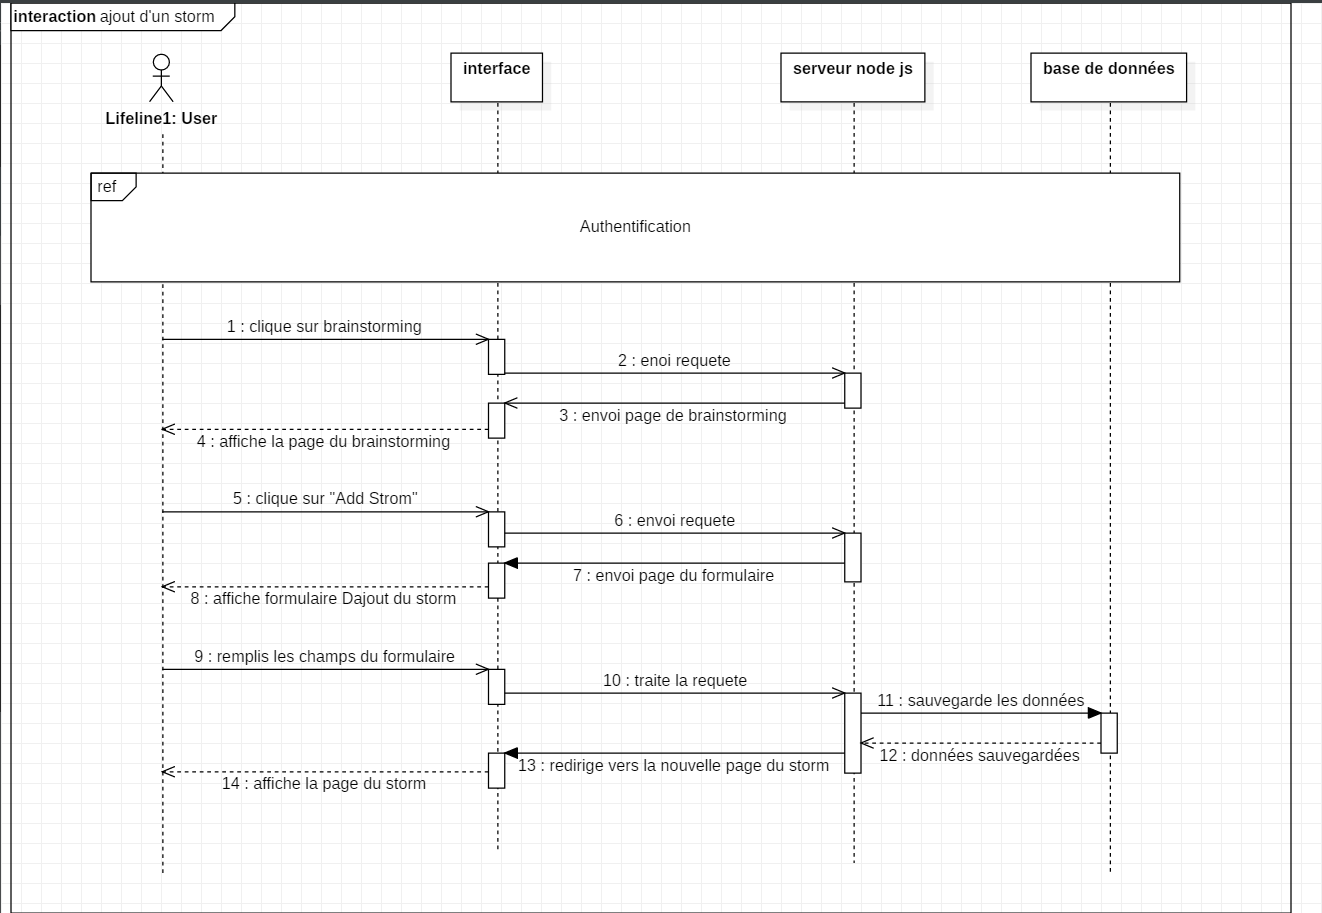 interaction ajout d'un storm
interface
serveur node js
base de données
Lifeline1: User
ref
Authentification
1 : clique sur brainstorming
2 : enoi requete
3 : envoi page de brainstorming
4 : affiche la page du brainstorming
5 : clique sur "Add Strom"
6 : envoi requete
7 : envoi page du formulaire
8 : affiche formulaire Dajout du storm
9 : remplis les champs du formulaire
10 : traite la requete
11 : sauvegarde les données
12 : données sauvegardées
13 : redirige vers la nouvelle page du storm
14 : affiche la page du storm